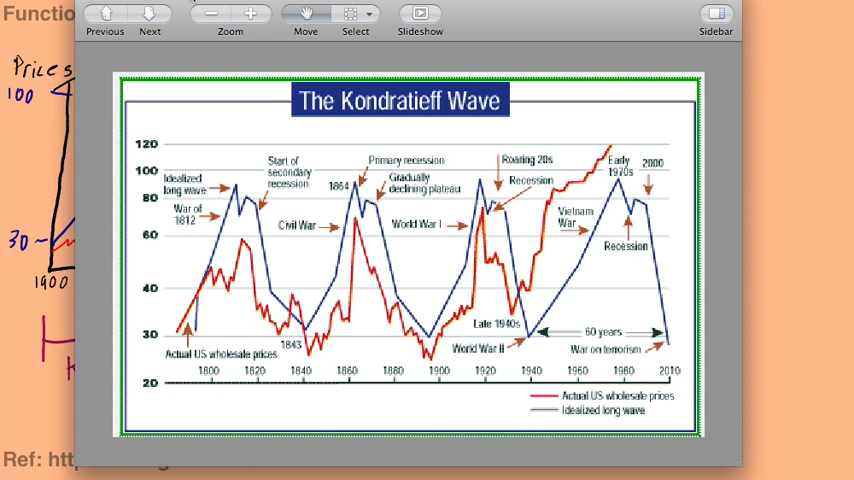 Functio
Previous
Next
Zoom
Move
Select
Slideshow
Sidebar
Prices
100
30
1900
The Kondratieff Wave
120
100
80
60
40
30
20
Idealized
long wave
War of
1812
Start of
secondary
recession
1864
Primary recession
Gradually
declining plateau
Civil War
World War I
Roaring 20s
Recession
Early
1970s
2000
Vietnam
War
Recession
Late 1940s
60 years
World War II
War on terrorism
1843
Actual US wholesale prices
1800
1820
1840
1860
1880
1900
1920
1940
1960
1960
2010
Actual US wholesale prices
Idealized long wave
Ref: